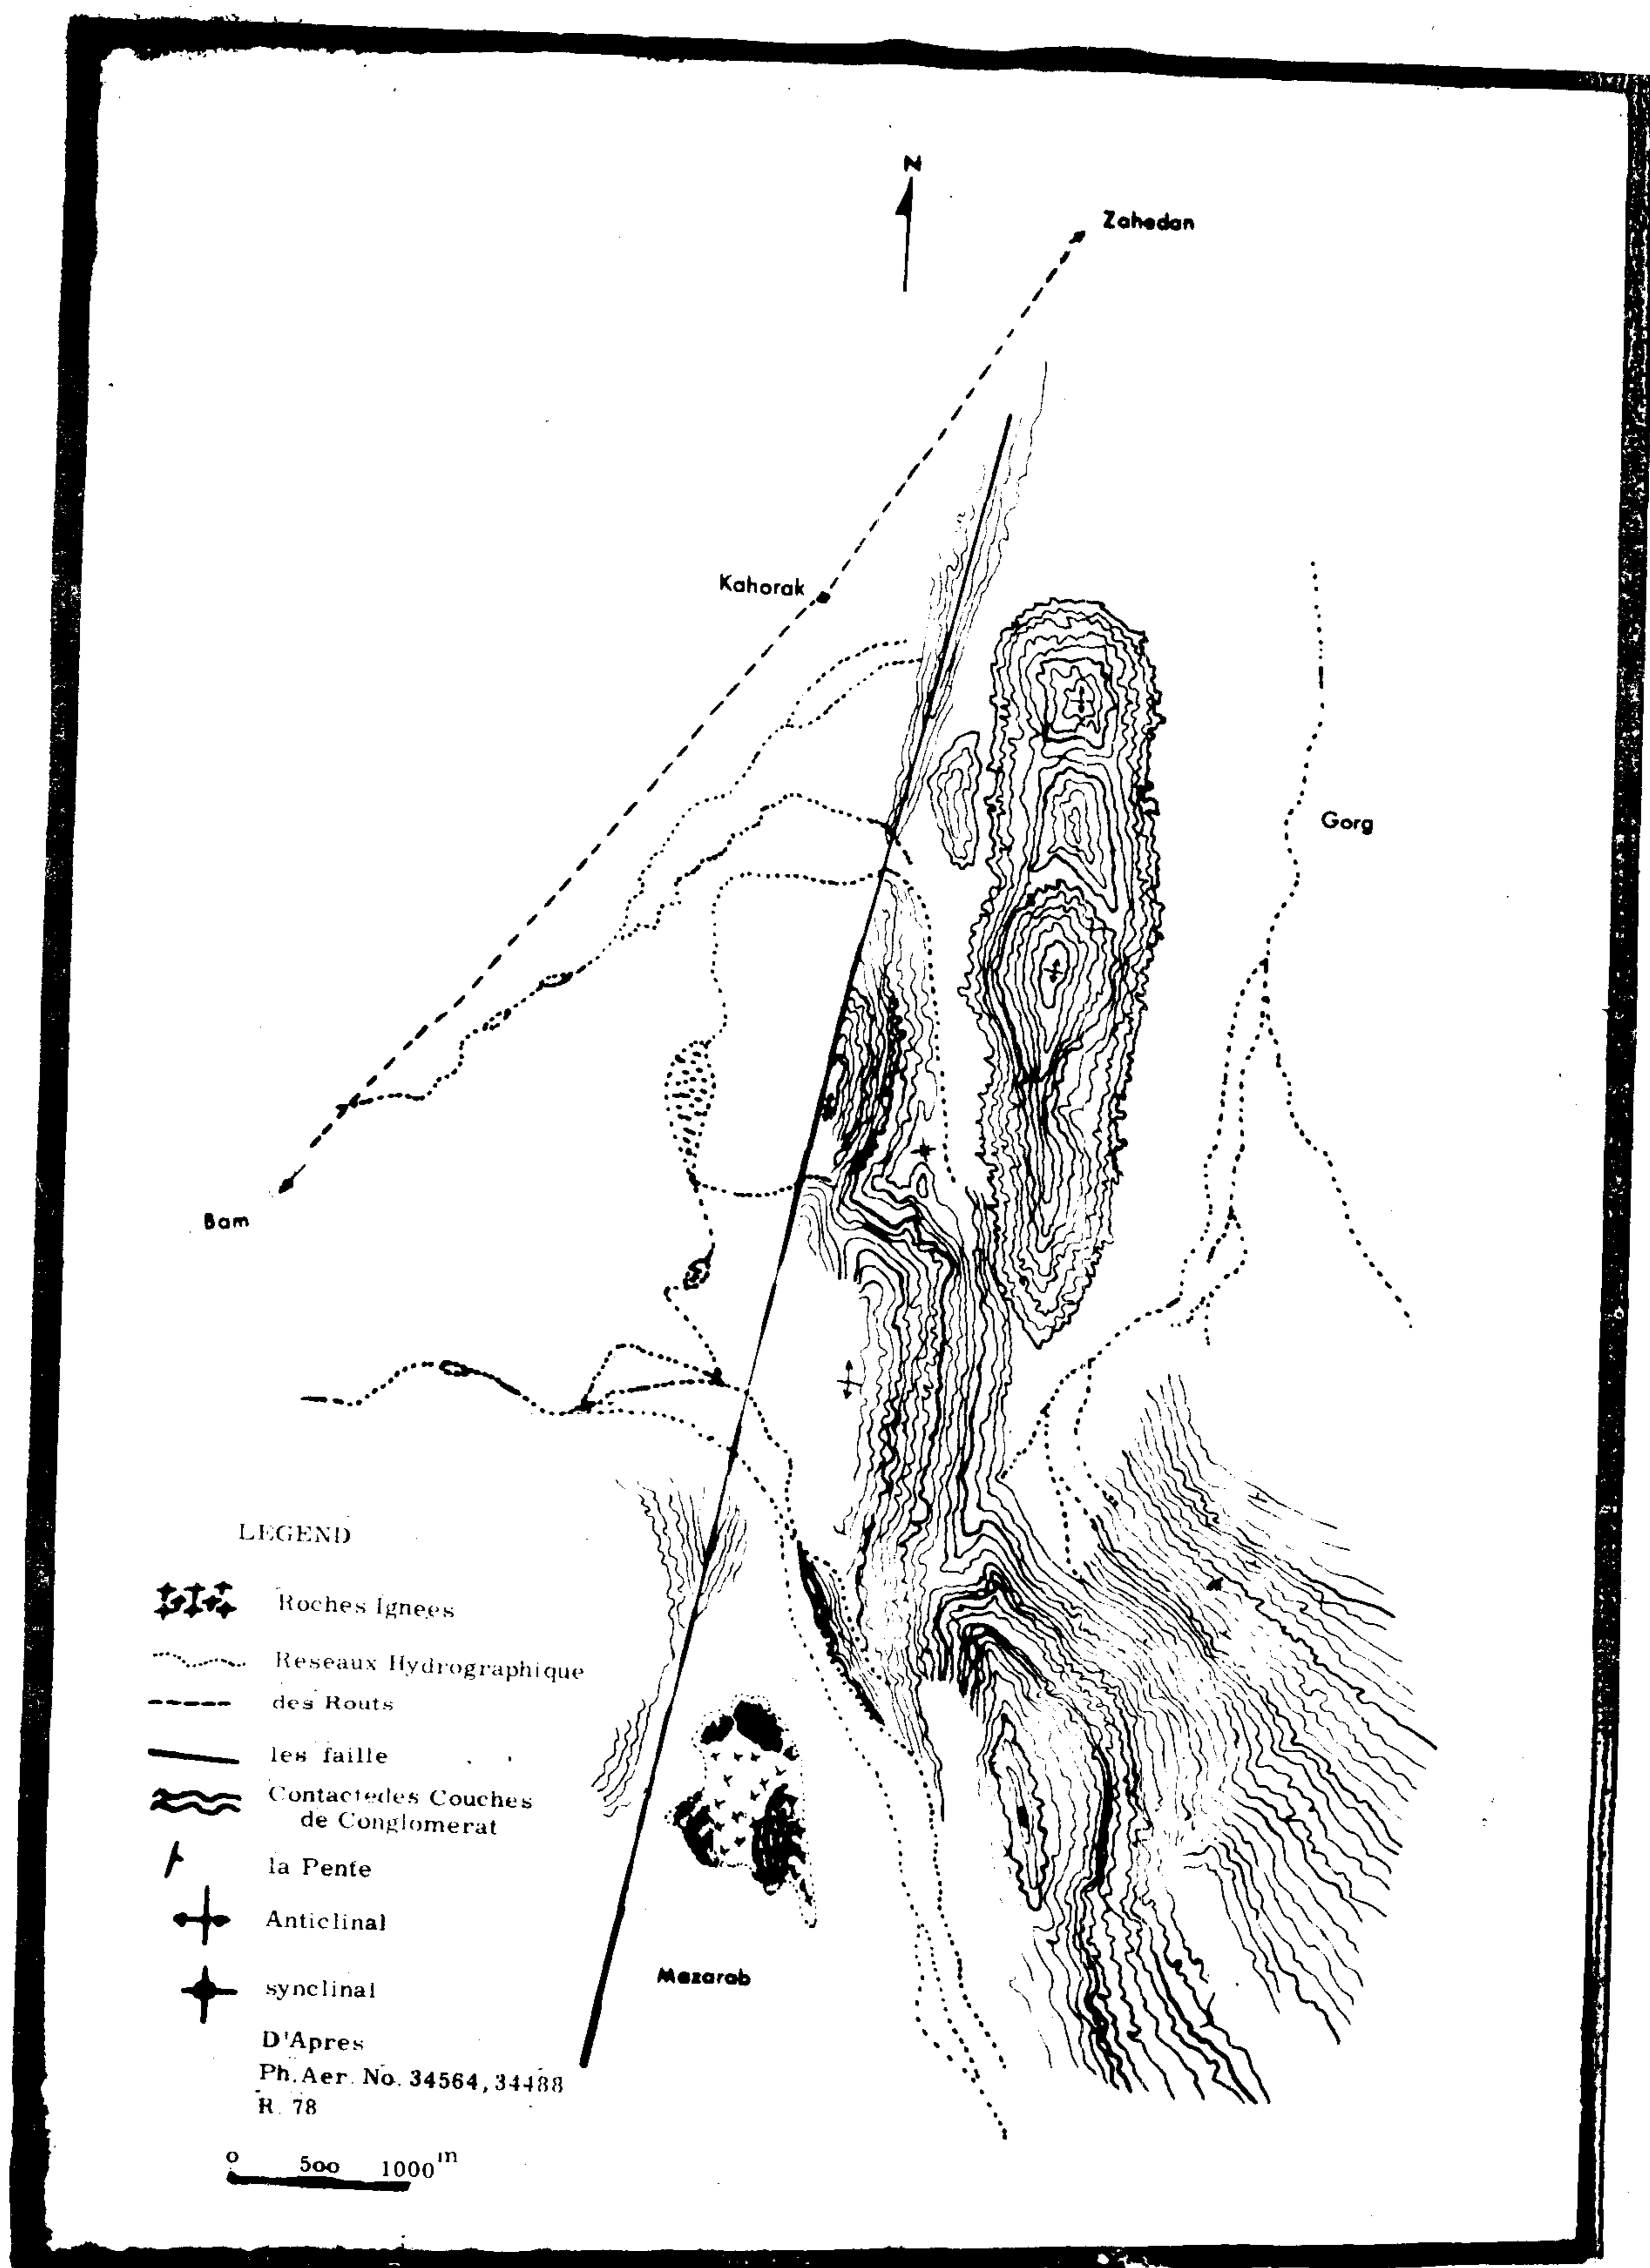 N
Zahedan
Kahorak
Gorg
Bam
LEGEND
Roches Ignees
Reseaux Hydrographique
des Routs
les faille
Contactedes Couches
de Conglomerat
la Pente
Anticlinal
synclinal
Mezarab
D'Apres
Ph. Aer. No. 34564, 34488
R. 78
0 500 1000 m